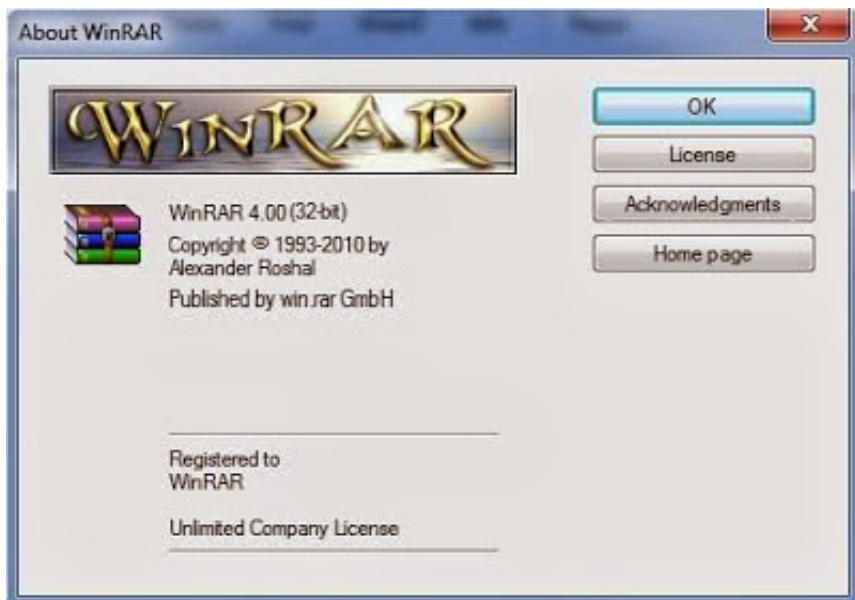 About WinRAR
WINRAR
OK
License
Acknowledgments
Home page
WinRAR 4.00 (32-bit)
Copyright © 1993-2010 by
Alexander Roshal
Published by win.rar GmbH
Registered to
WinRAR
Unlimited Company License